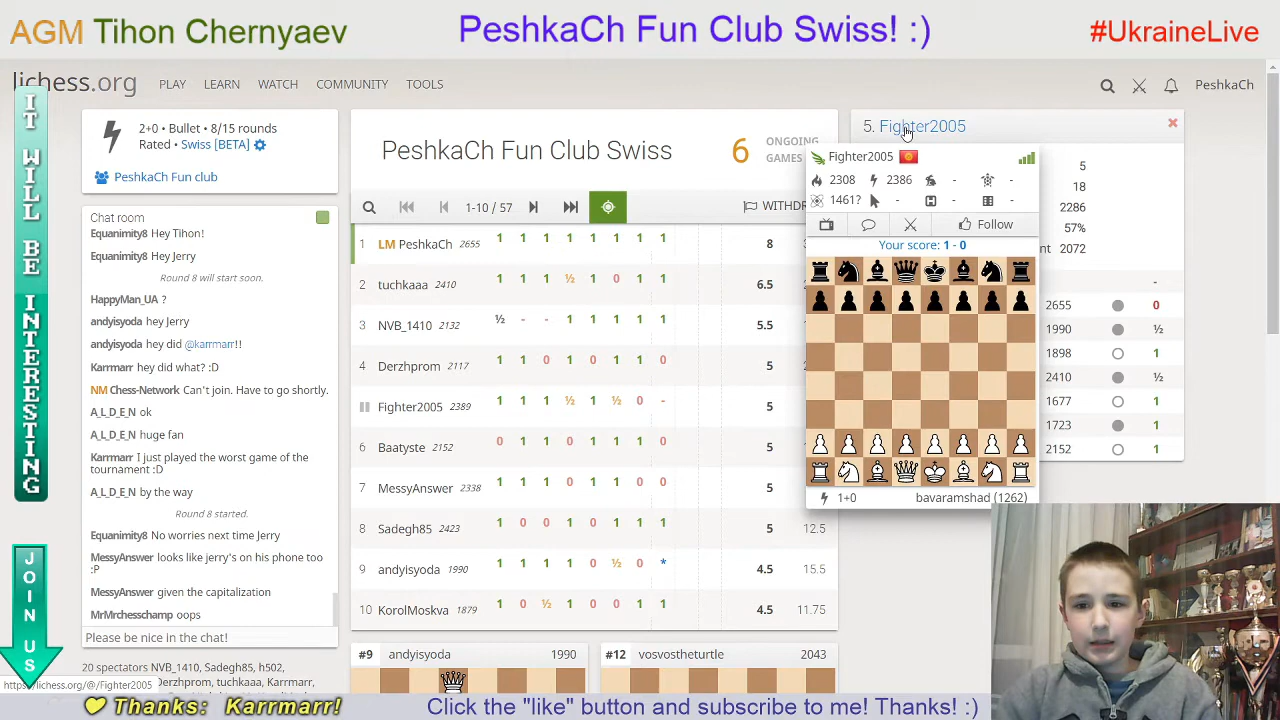 AGM Tihon Chernyaev
PeshkaCh Fun Club Swiss! :)
#UkraineLive
lichess.org
PLAY LEARN WATCH COMMUNITY TOOLS
PeshkaCh
IT WILL BE INTERESTING
JOIN US
2+0 • Bullet • 8/15 rounds
Rated • Swiss [BETA]
PeshkaCh Fun club
Chat room
Equanimity8 Hey Tihon!
Equanimity8 Hey Jerry
Round 8 will start soon.
HappyMan_UA ?
andyisyoda hey Jerry
andyisyoda hey did @karrmarr!!
Karrmarr hey did what? :D
NM Chess-Network Can't join. Have to go shortly.
A_L_D_E_N ok
A_L_D_E_N huge fan
Karrmarr I just played the worst game of the
tournament :D
A_L_D_E_N by the way
Round 8 started.
Equanimity8 No worries next time Jerry
MessyAnswer looks like jerry's on his phone too
:P
MessyAnswer given the capitalization
MrMrchesschamp oops
Please be nice in the chat!
20 spectators NVB_1410, Sadegh85, h502,
Derzhprom, tuchkaaa, Karrmarr,
https://lichess.org/@/Fighter2005
PeshkaCh Fun Club Swiss
6 ONGOING
GAMES
1-10 / 57
WITHD
1 LM PeshkaCh 2655 1 1 1 1 1 1 1 8
2 tuchkaaa 2410 1 1 1 ½ 1 0 1 1 6.5
3 NVB_1410 2132 ½ - - 1 1 1 1 1 5.5
4 Derzhprom 2117 1 1 0 1 0 1 1 0 5
Fighter2005 2389 1 1 1 ½ 1 ½ 0 - 5
6 Baatyste 2152 0 1 1 0 1 1 1 0 5
7 MessyAnswer 2338 1 1 1 0 1 1 0 0 5
8 Sadegh85 2423 1 0 0 1 0 1 1 1 5 12.5
9 andyisyoda 1990 1 1 1 1 0 ½ 0 * 4.5 15.5
10 KorolMoskva 1879 1 0 ½ 1 0 0 1 1 4.5 11.75
#9 andyisyoda 1990
#12 vosvostheturtle 2043
5. Fighter2005
5
18
2286
57%
2072
-
2655 0
1990 ½
1898 1
2410 ½
1677 1
1723 1
2152 1
Fighter2005
2308 2386 - -
1461? - - -
Follow
Your score: 1 - 0
1+0 bavaramshad (1262)
Thanks: Karrmarr!
Click the "like" button and subscribe to me! Thanks! :)